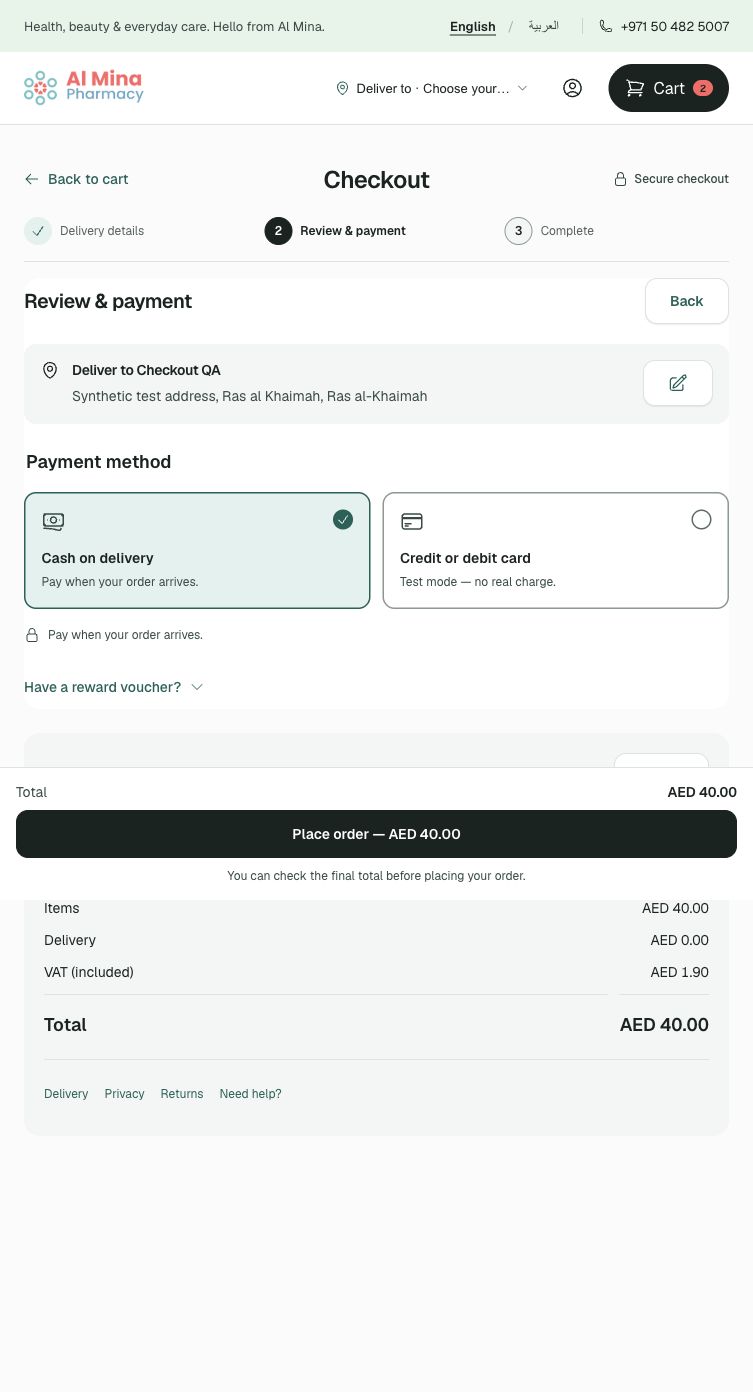 Health, beauty & everyday care. Hello from Al Mina.
English / العربية
+971 50 482 5007
Al Mina
Pharmacy
Deliver to · Choose your...
Cart 2
Back to cart
Checkout
Secure checkout
Delivery details
2 Review & payment
3 Complete
Review & payment
Back
Deliver to Checkout QA
Synthetic test address, Ras al Khaimah, Ras al-Khaimah
Payment method
Cash on delivery
Pay when your order arrives.
Credit or debit card
Test mode — no real charge.
Pay when your order arrives.
Have a reward voucher?
Total AED 40.00
Place order — AED 40.00
You can check the final total before placing your order.
Items AED 40.00
Delivery AED 0.00
VAT (included) AED 1.90
Total AED 40.00
Delivery Privacy Returns Need help?